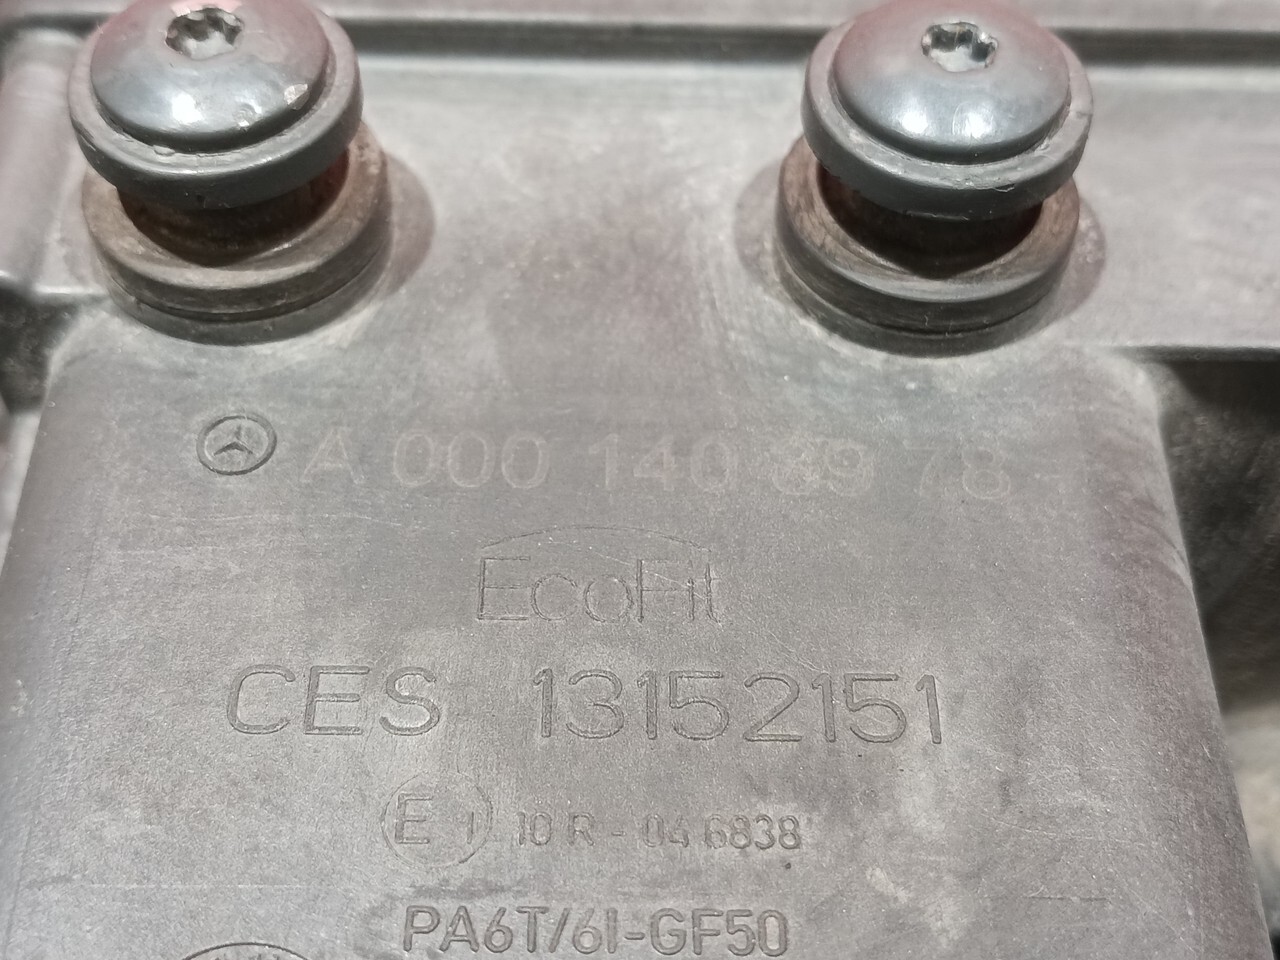 A 000 140 39 78
EcoFit
CES 13152151
E 1 10 R - 04 6838
PA6T/6I-GF50